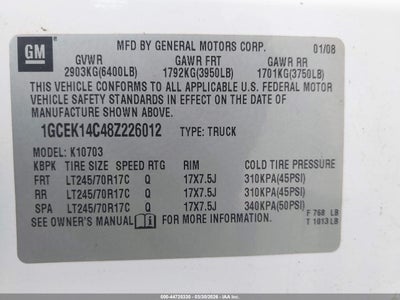 GM
MFD BY GENERAL MOTORS CORP. 01/08
GVWR GAWR FRT GAWR RR
2903KG(6400LB) 1792KG(3950LB) 1701KG(3750LB)
THIS VEHICLE CONFORMS TO ALL APPLICABLE U.S. FEDERAL MOTOR
VEHICLE SAFETY STANDARDS IN EFFECT ON THE DATE OF
MANUFACTURE SHOWN ABOVE.
1GCEK14C48Z226012 TYPE: TRUCK
MODEL: K10703
KBPK TIRE SIZE SPEED RTG RIM COLD TIRE PRESSURE
FRT LT245/70R17C Q 17X7.5J 310KPA(45PSI)
RR LT245/70R17C Q 17X7.5J 310KPA(45PSI)
SPA LT245/70R17C Q 17X7.5J 340KPA(50PSI)
SEE OWNER'S MANUAL FOR MORE INFORMATION.
F 768 LB
T 1013 LB